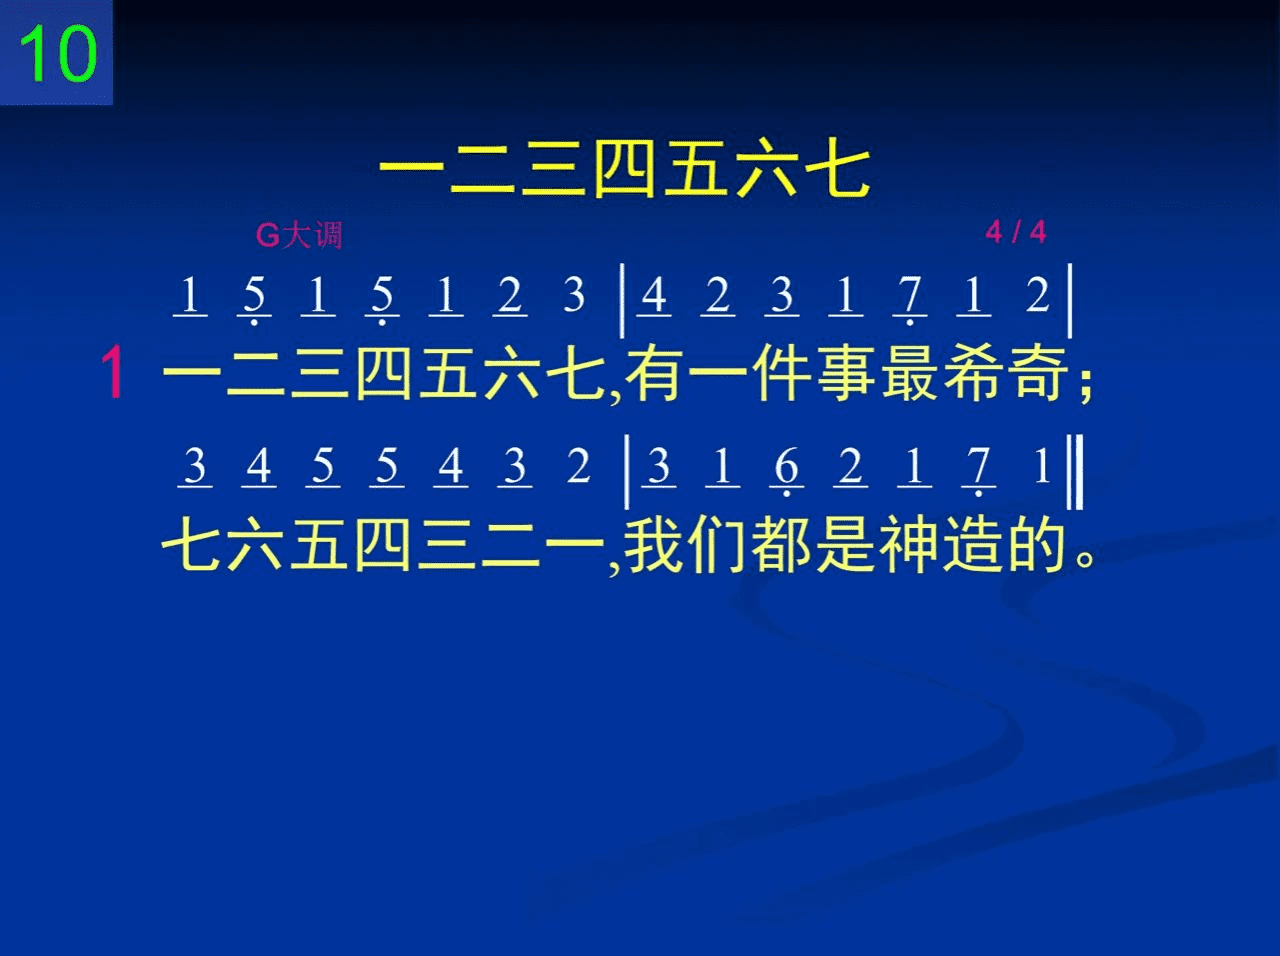 10
一二三四五六七
G大调 4 / 4
1 5̣ 1 5̣ 1 2 3 | 4 2 3 1 7̣ 1 2 |
1 一二三四五六七,有一件事最希奇；
3 4 5 5 4 3 2 | 3 1 6̣ 2 1 7̣ 1 ‖
七六五四三二一,我们都是神造的。